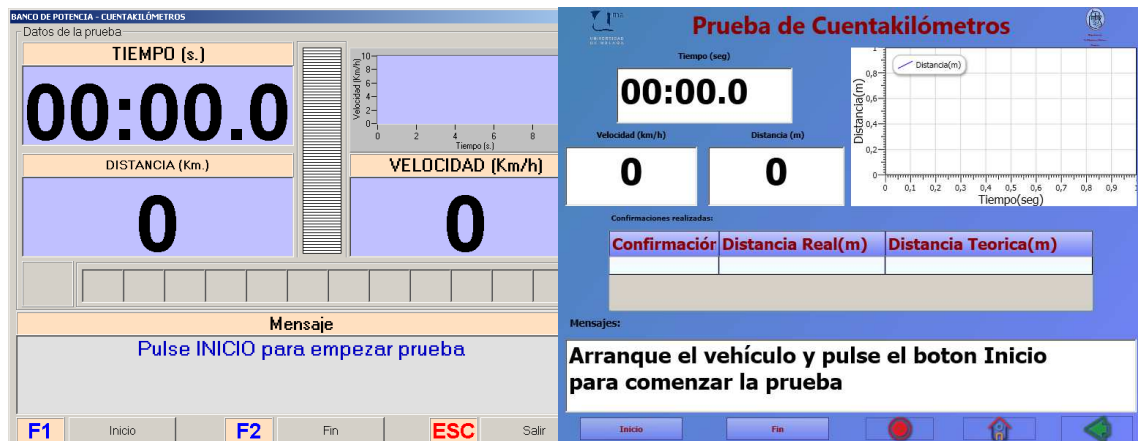 BANCO DE POTENCIA - CUENTAKILÓMETROS
Datos de la prueba
TIEMPO (s.)
00:00.0
Velocidad (Km/h)
10
8
6
4
2
0 2 4 6 8
Tiempo (s.)
DISTANCIA (Km.)
0
VELOCIDAD (Km/h)
0
Mensaje
Pulse INICIO para empezar prueba
F1 Inicio F2 Fin ESC Salir
uma
UNIVERSIDAD
DE MÁLAGA
Prueba de Cuentakilómetros
Tiempo (seg)
00:00.0
Velocidad (km/h)
0
Distancia (m)
0
Distancia(m)
Distancia(m)
1
0,8
0,6
0,4
0,2
0 0,1 0,2 0,3 0,4 0,5 0,6 0,7 0,8 0,9 1
Tiempo(seg)
Confirmaciones realizadas:
Confirmaciór Distancia Real(m) Distancia Teorica(m)
Mensajes:
Arranque el vehículo y pulse el boton Inicio
para comenzar la prueba
Inicio Fin